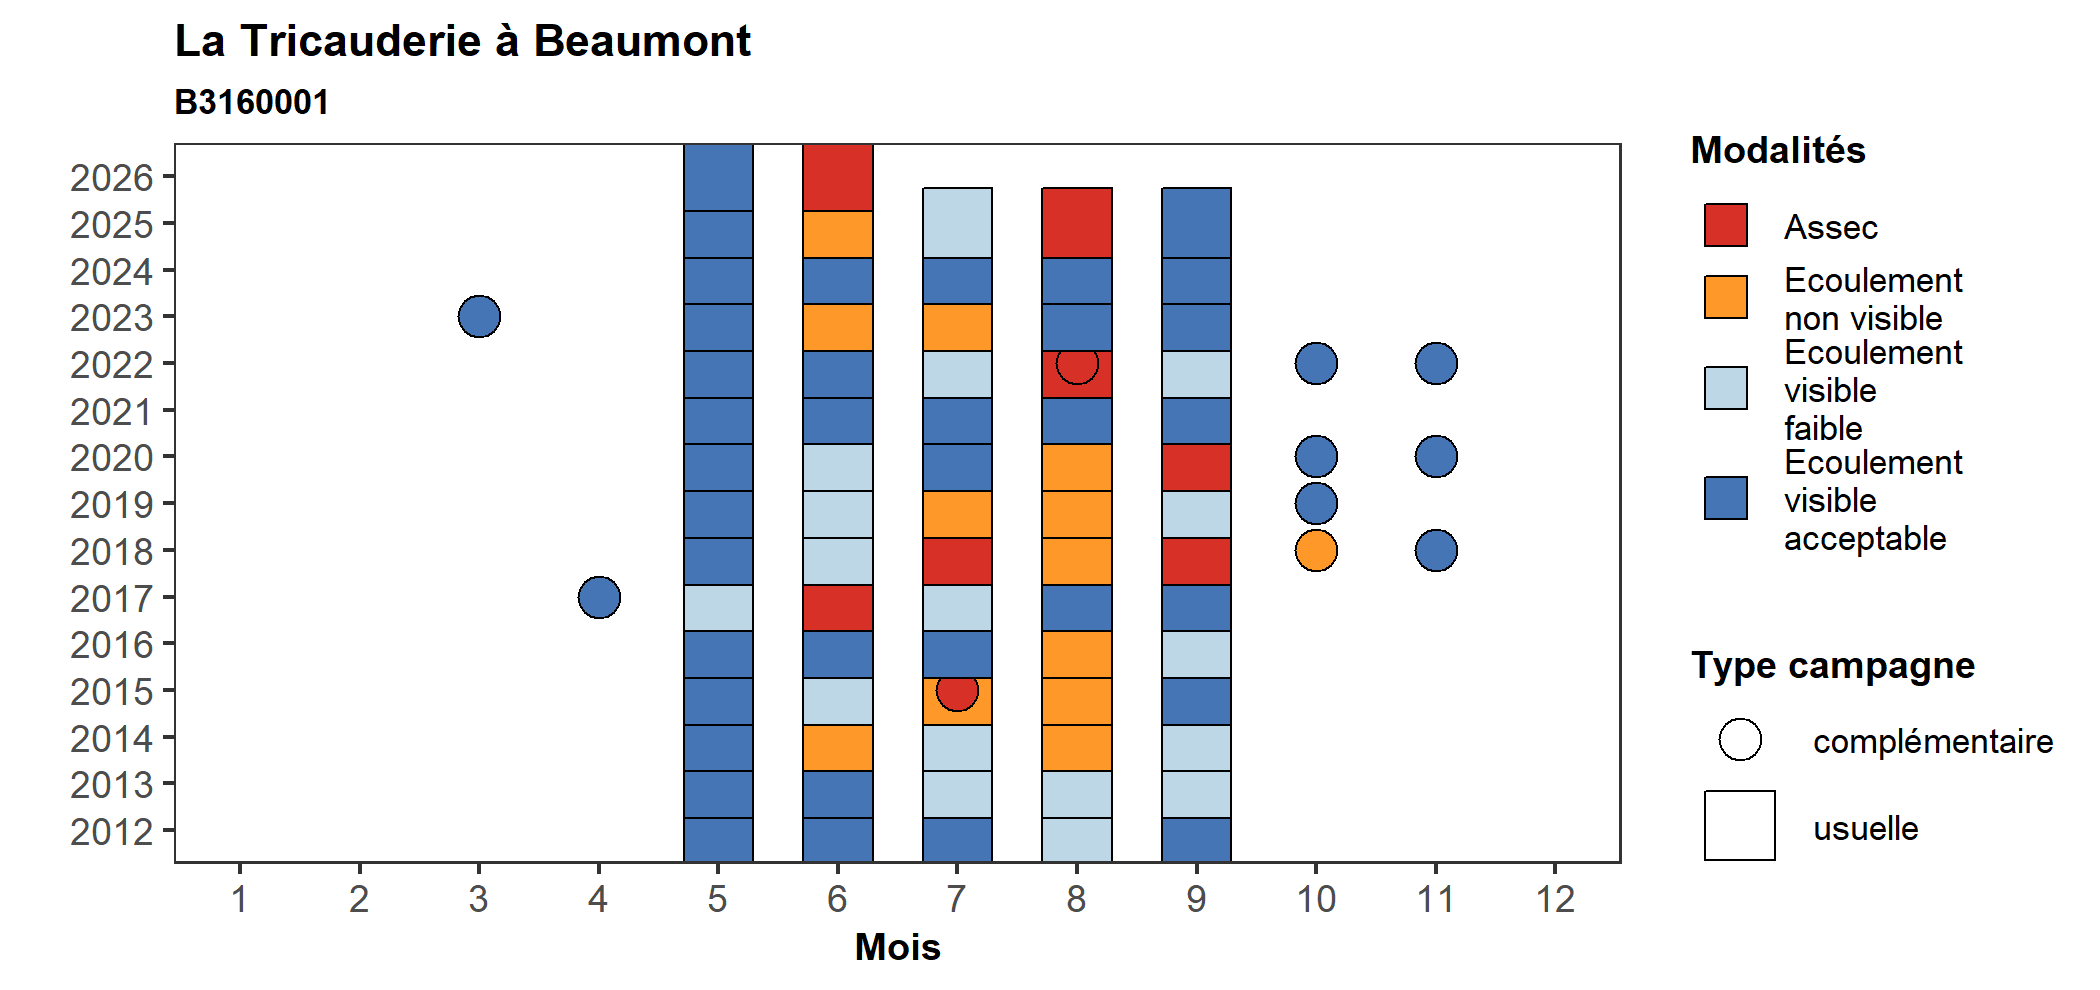 La Tricauderie à Beaumont
B3160001
2026
2025
2024
2023
2022
2021
2020
2019
2018
2017
2016
2015
2014
2013
2012
1 2 3 4 5 6 7 8 9 10 11 12
Mois
Modalités
Assec
Ecoulement
non visible
Ecoulement
visible
faible
Ecoulement
visible
acceptable
Type campagne
complémentaire
usuelle